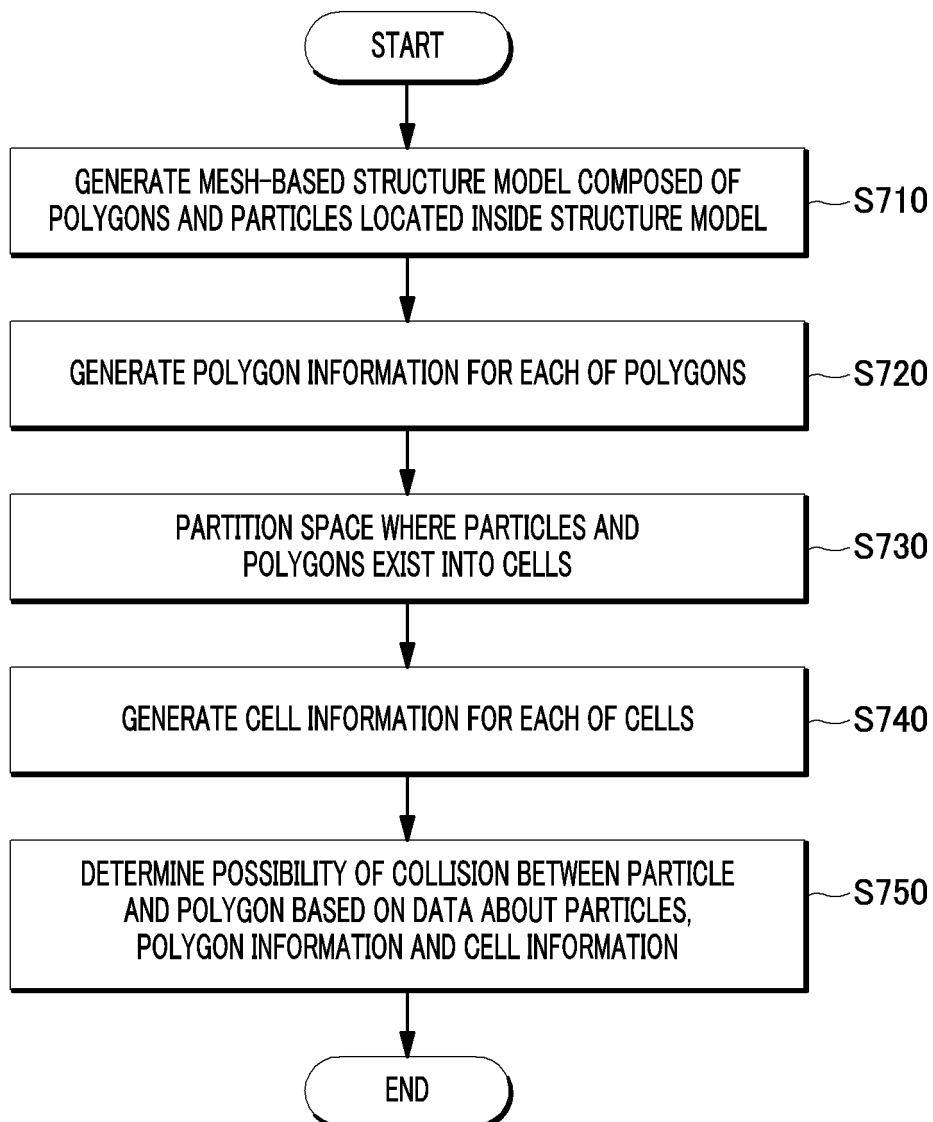 START
GENERATE MESH-BASED STRUCTURE MODEL COMPOSED OF
POLYGONS AND PARTICLES LOCATED INSIDE STRUCTURE MODEL
S710
GENERATE POLYGON INFORMATION FOR EACH OF POLYGONS
S720
PARTITION SPACE WHERE PARTICLES AND
POLYGONS EXIST INTO CELLS
S730
GENERATE CELL INFORMATION FOR EACH OF CELLS
S740
DETERMINE POSSIBILITY OF COLLISION BETWEEN PARTICLE
AND POLYGON BASED ON DATA ABOUT PARTICLES,
POLYGON INFORMATION AND CELL INFORMATION
S750
END